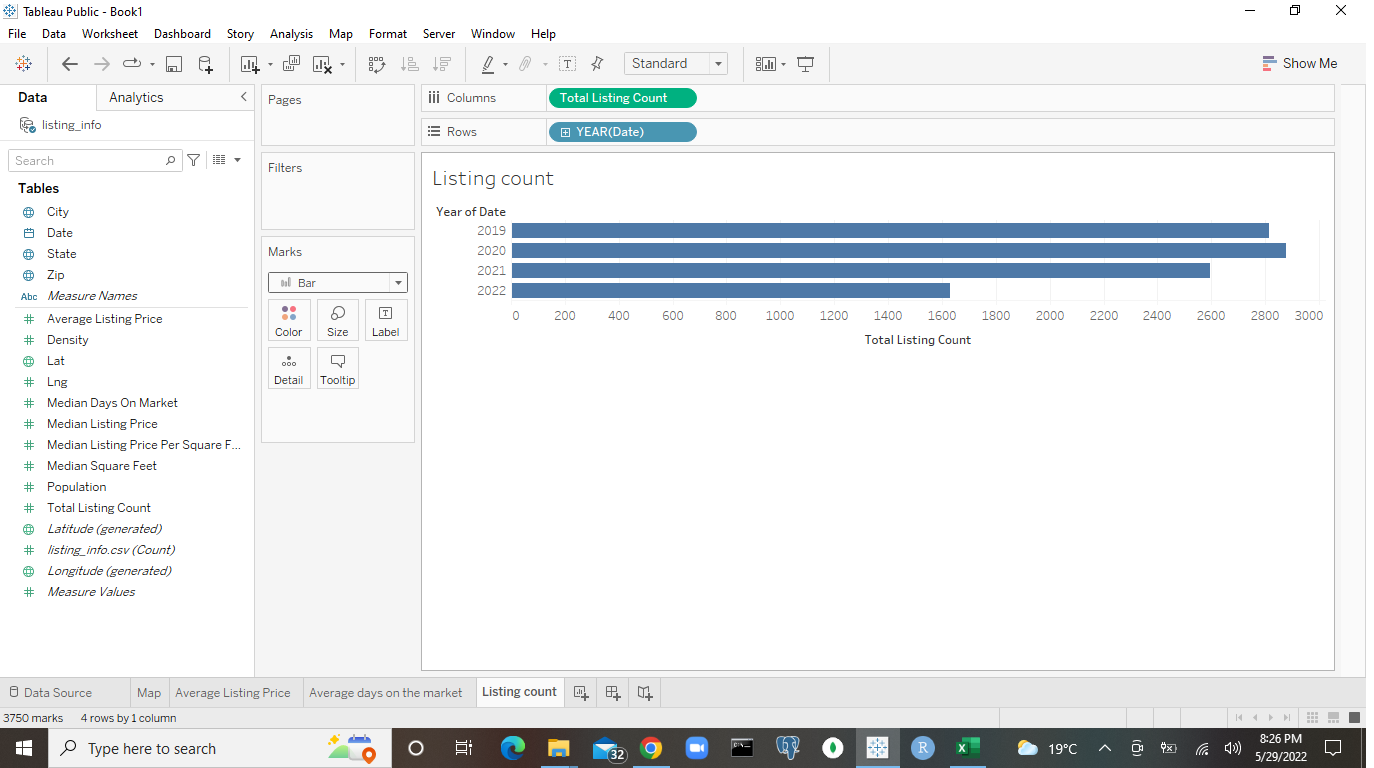 Tableau Public - Book1
File Data Worksheet Dashboard Story Analysis Map Format Server Window Help
Standard
Show Me
Data Analytics
listing_info
Search
Tables
City
Date
State
Zip
Abc Measure Names
Average Listing Price
Density
Lat
Lng
Median Days On Market
Median Listing Price
Median Listing Price Per Square F...
Median Square Feet
Population
Total Listing Count
Latitude (generated)
listing_info.csv (Count)
Longitude (generated)
Measure Values
Pages
Filters
Marks
Bar
Color Size Label
Detail Tooltip
Columns Total Listing Count
Rows YEAR(Date)
Listing count
Year of Date
2019
2020
2021
2022
0 200 400 600 800 1000 1200 1400 1600 1800 2000 2200 2400 2600 2800 3000
Total Listing Count
Data Source Map Average Listing Price Average days on the market Listing count
3750 marks 4 rows by 1 column
Type here to search
32
R
19°C
8:26 PM
5/29/2022